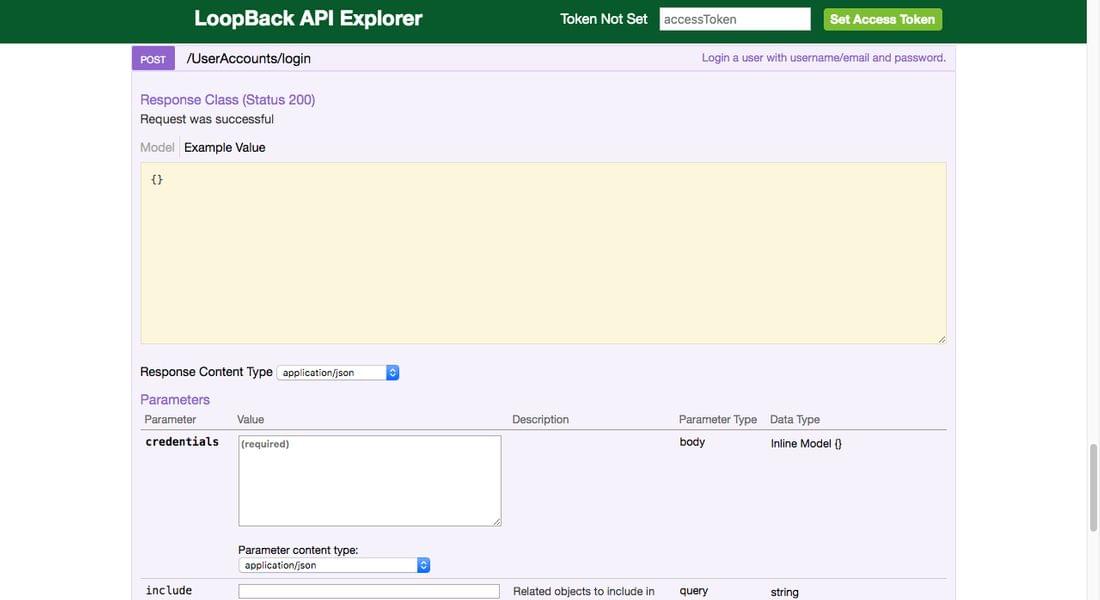 LoopBack API Explorer Token Not Set accessToken Set Access Token
POST /UserAccounts/login Login a user with username/email and password.
Response Class (Status 200)
Request was successful
Model Example Value
{}
Response Content Type application/json
Parameters
Parameter Value Description Parameter Type Data Type
credentials (required) body Inline Model {}
Parameter content type:
application/json
include Related objects to include in query string